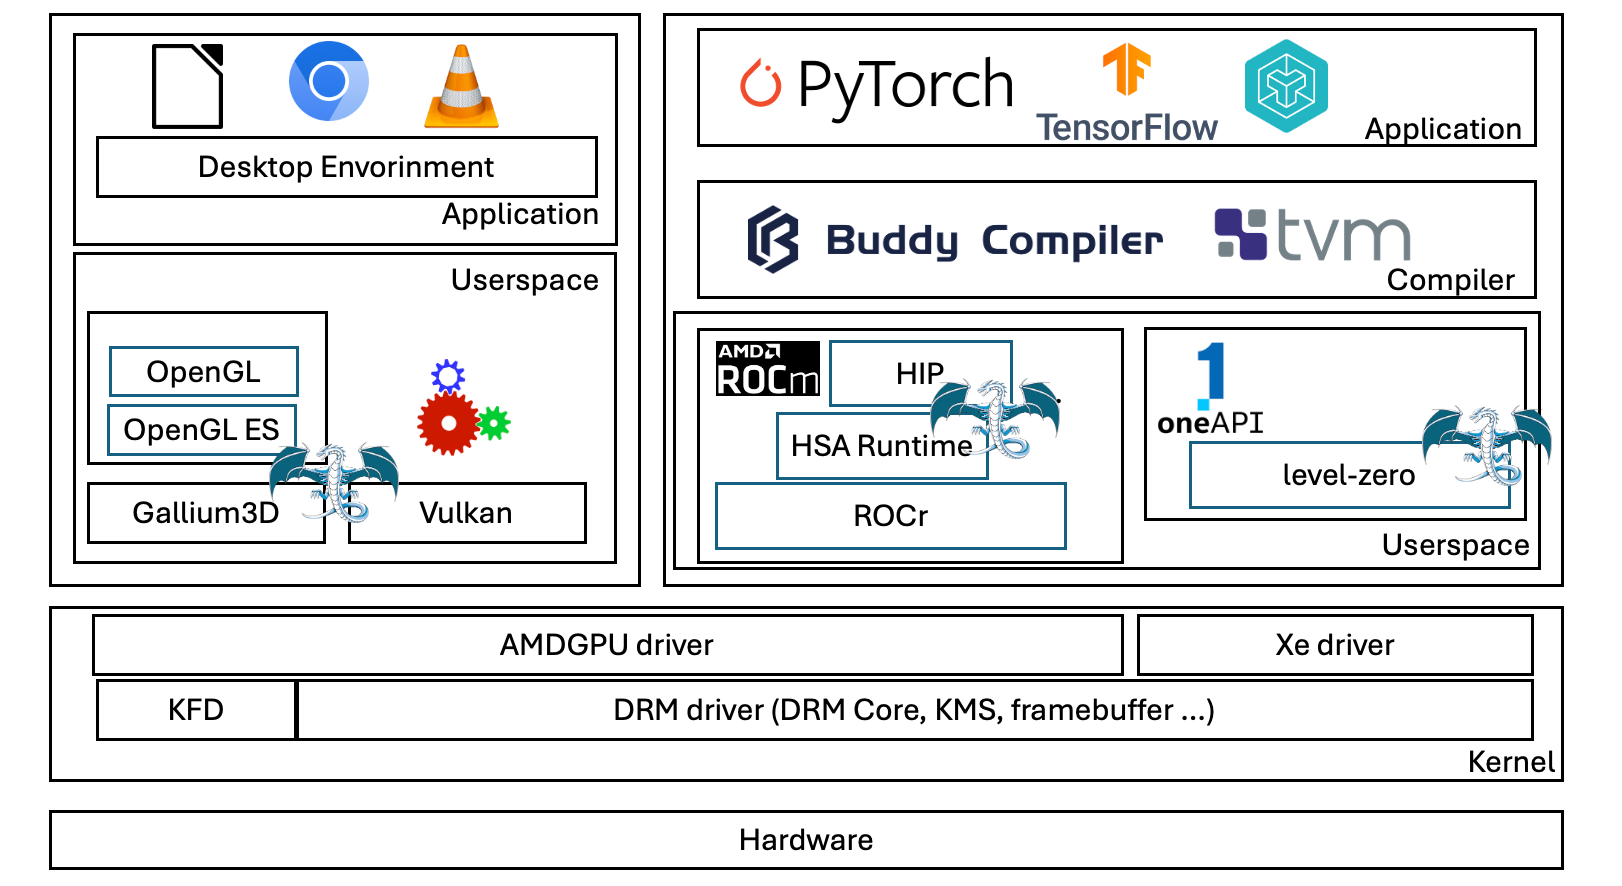 Desktop Envorinment
Application
Userspace
OpenGL
OpenGL ES
Gallium3D
Vulkan
PyTorch
TensorFlow
Application
Buddy Compiler
tvm
Compiler
AMD
ROCm
HIP
HSA Runtime
ROCr
1
oneAPI
level-zero
Userspace
AMDGPU driver
Xe driver
KFD
DRM driver (DRM Core, KMS, framebuffer ...)
Kernel
Hardware